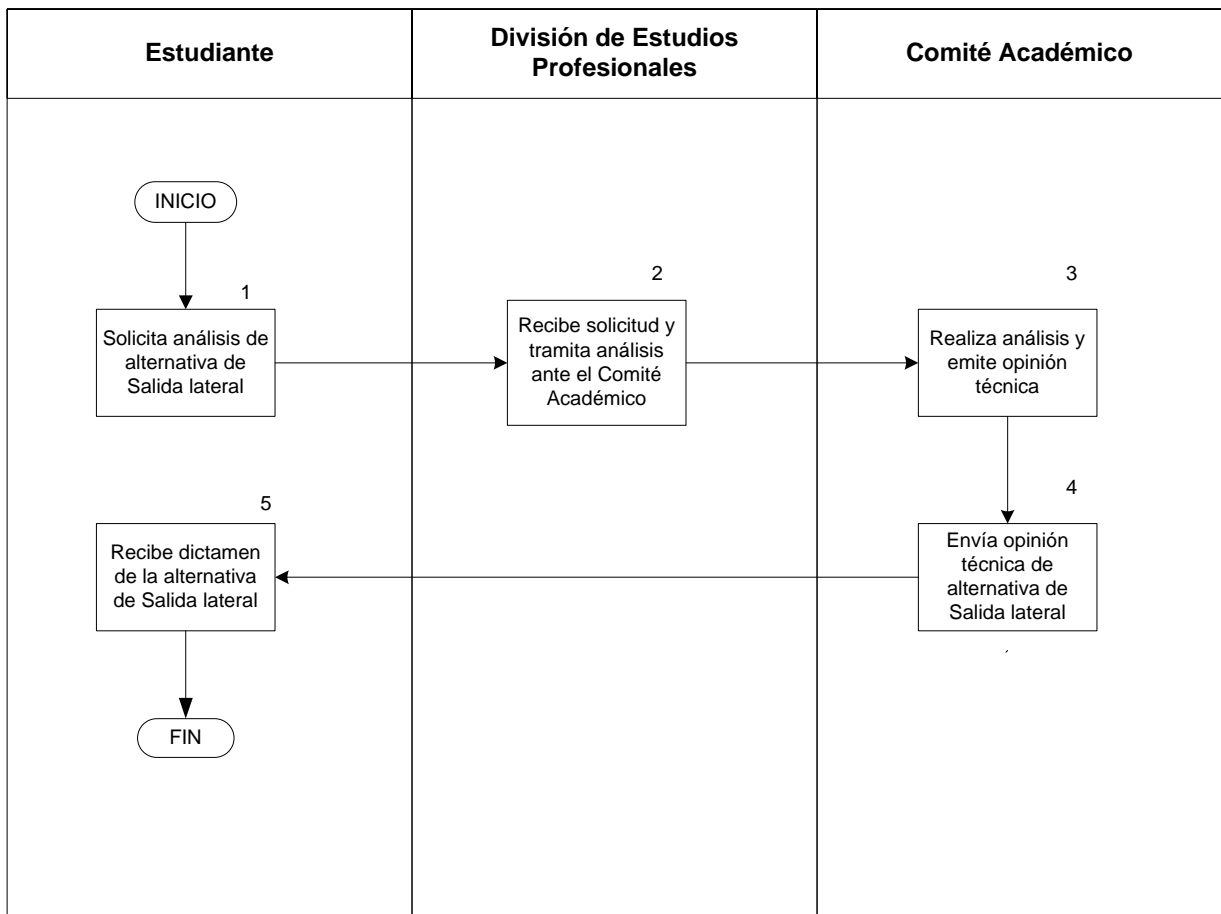 Estudiante
División de Estudios
Profesionales
Comité Académico
INICIO
1
Solicita análisis de
alternativa de
Salida lateral
2
Recibe solicitud y
tramita análisis
ante el Comité
Académico
3
Realiza análisis y
emite opinión
técnica
4
Envía opinión
técnica de
alternativa de
Salida lateral
5
Recibe dictamen
de la alternativa
de Salida lateral
FIN